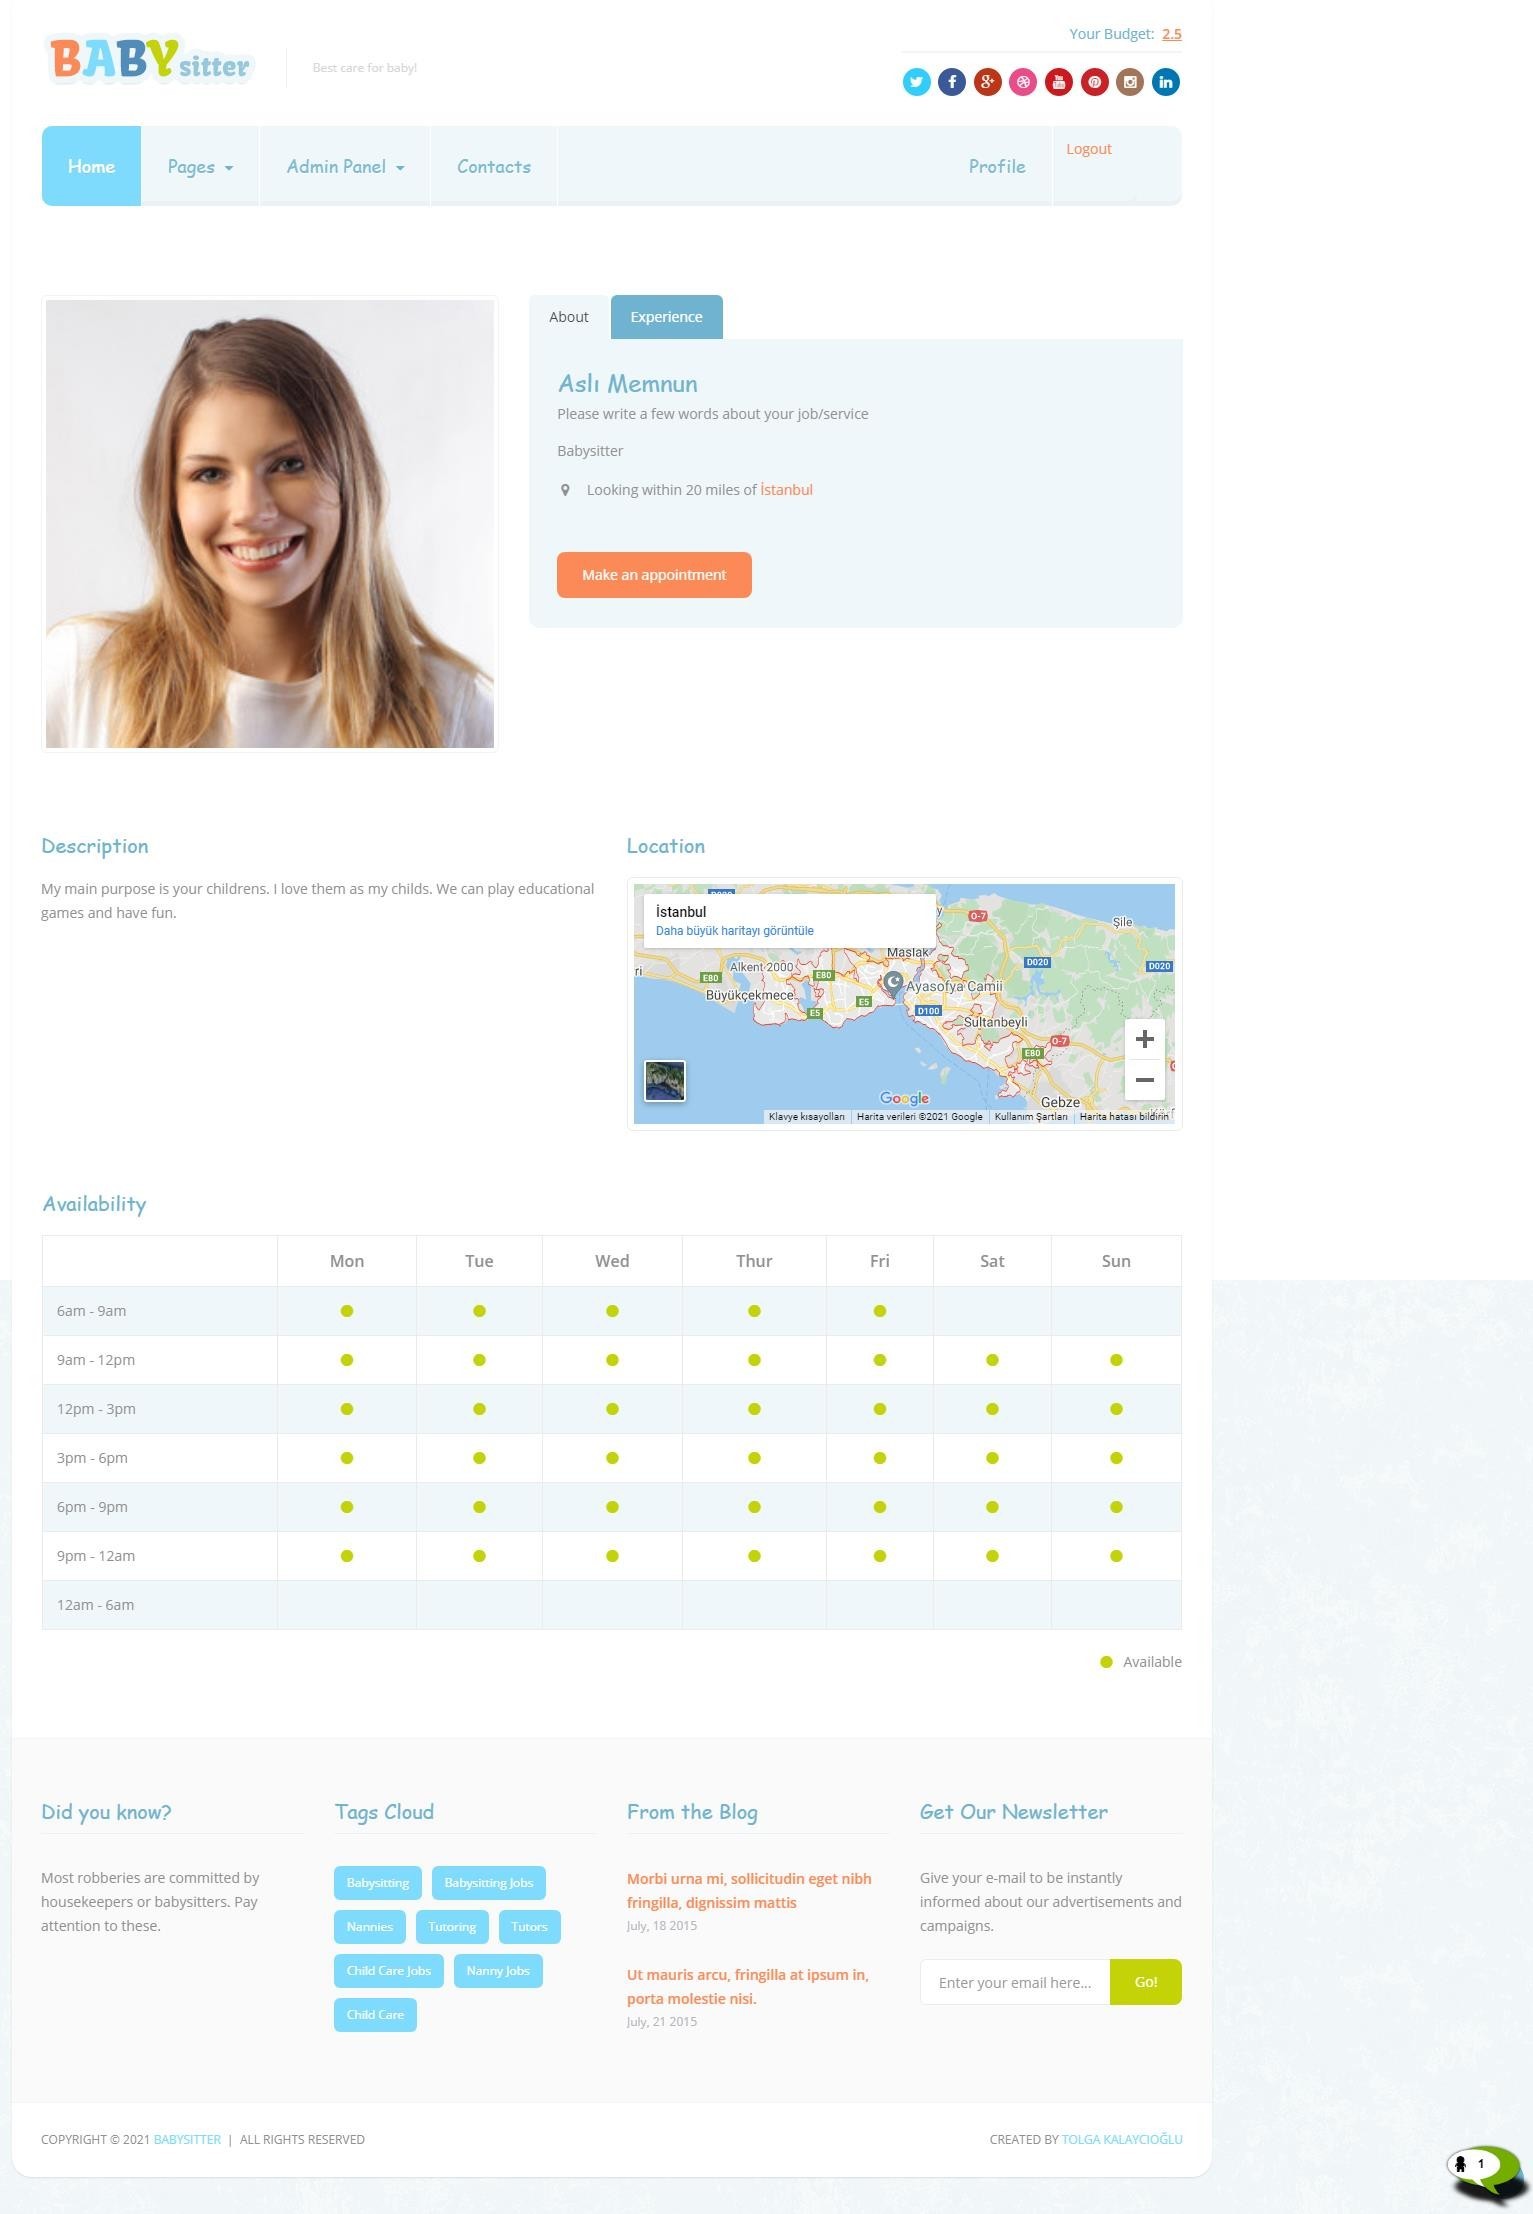 BABY sitter
Best care for baby!
Your Budget: 2.5
Home
Pages
Admin Panel
Contacts
Profile
Logout
About
Experience
Aslı Memnun
Please write a few words about your job/service
Babysitter
Looking within 20 miles of İstanbul
Make an appointment
Description
My main purpose is your childrens. I love them as my childs. We can play educational
games and have fun.
Location
İstanbul
Daha büyük haritayı görüntüle
O-7
Şile
Maslak
D020
D020
Alkent 2000
E80
E80
Büyükçekmece
E5
E5
Ayasofya Camii
D100
Sultanbeyli
O-7
E80
Google
Gebze
Klavye kısayolları
Harita verileri ©2021 Google
Kullanım Şartları
Harita hatası bildirin
Availability
Mon Tue Wed Thur Fri Sat Sun
6am - 9am
9am - 12pm
12pm - 3pm
3pm - 6pm
6pm - 9pm
9pm - 12am
12am - 6am
Available
Did you know?
Most robberies are committed by
housekeepers or babysitters. Pay
attention to these.
Tags Cloud
Babysitting
Babysitting Jobs
Nannies
Tutoring
Tutors
Child Care Jobs
Nanny Jobs
Child Care
From the Blog
Morbi urna mi, sollicitudin eget nibh
fringilla, dignissim mattis
July, 18 2015
Ut mauris arcu, fringilla at ipsum in,
porta molestie nisi.
July, 21 2015
Get Our Newsletter
Give your e-mail to be instantly
informed about our advertisements and
campaigns.
Enter your email here...
Go!
COPYRIGHT © 2021 BABYSITTER | ALL RIGHTS RESERVED
CREATED BY TOLGA KALAYCIOĞLU
1